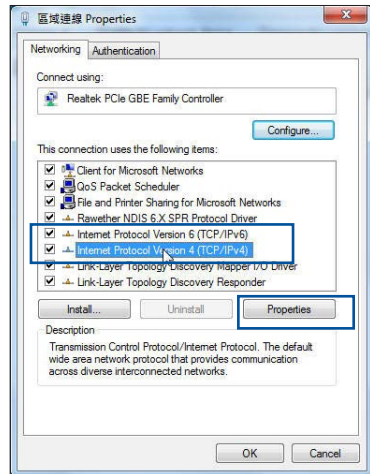 區域連線 Properties
Networking
Authentication
Connect using:
Realtek PCIe GBE Family Controller
Configure...
This connection uses the following items:
Client for Microsoft Networks
QoS Packet Scheduler
File and Printer Sharing for Microsoft Networks
Rawether NDIS 6.X SPR Protocol Driver
Internet Protocol Version 6 (TCP/IPv6)
Internet Protocol Version 4 (TCP/IPv4)
Link-Layer Topology Discovery Mapper I/O Driver
Link-Layer Topology Discovery Responder
Install...
Uninstall
Properties
Description
Transmission Control Protocol/Internet Protocol. The default
wide area network protocol that provides communication
across diverse interconnected networks.
OK
Cancel